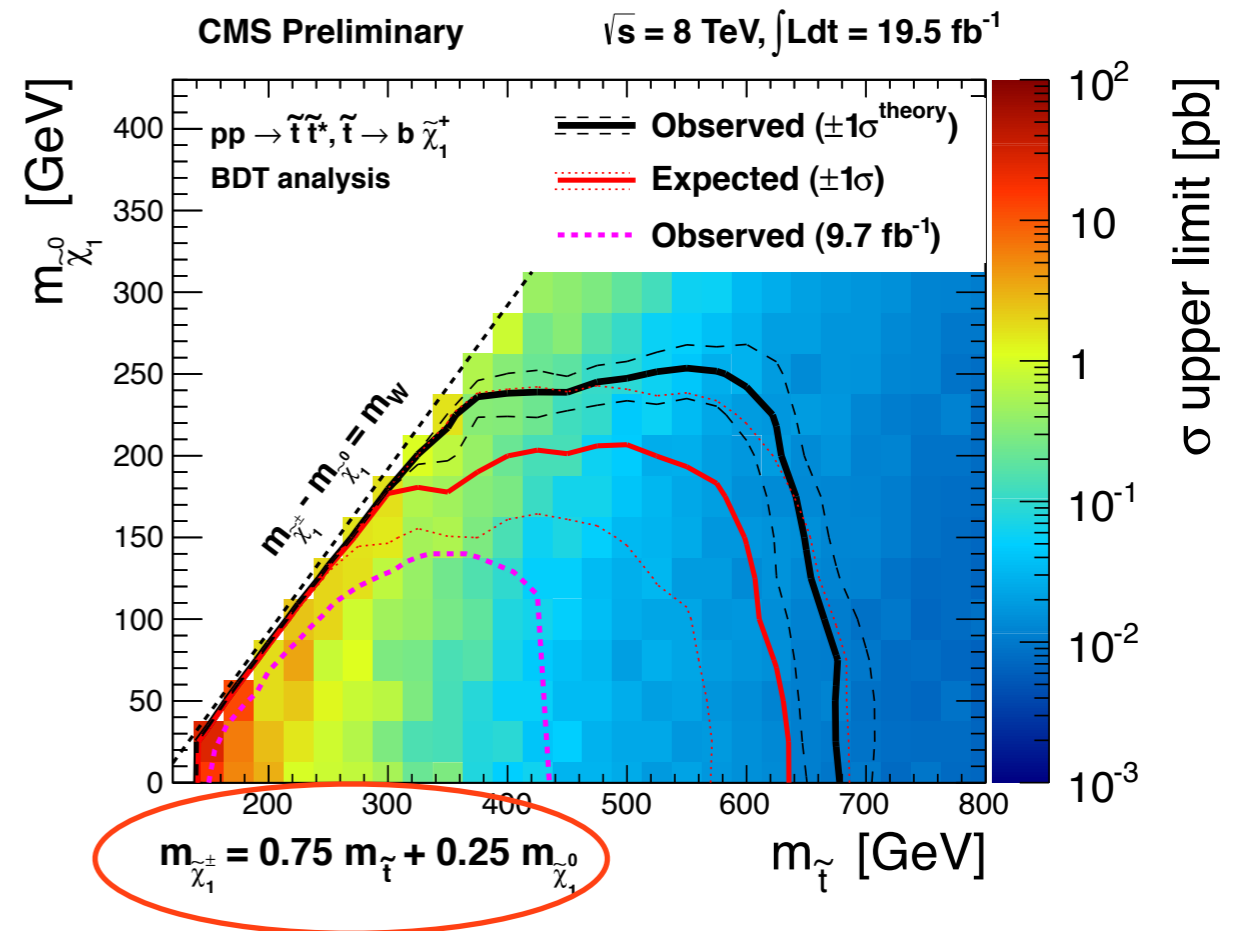 CMS Preliminary
√s = 8 TeV, ∫Ldt = 19.5 fb⁻¹
m_χ̃₁⁰ [GeV]
400
350
300
250
200
150
100
50
0
pp → t̃ t̃*, t̃ → b χ̃₁⁺
BDT analysis
Observed (±1σ^theory)
Expected (±1σ)
Observed (9.7 fb⁻¹)
m_χ̃₁± - m_χ̃₁⁰ = m_W
200 300 400 500 600 700 800
m_t̃ [GeV]
m_χ̃₁± = 0.75 m_t̃ + 0.25 m_χ̃₁⁰
10²
10
1
10⁻¹
10⁻²
10⁻³
σ upper limit [pb]